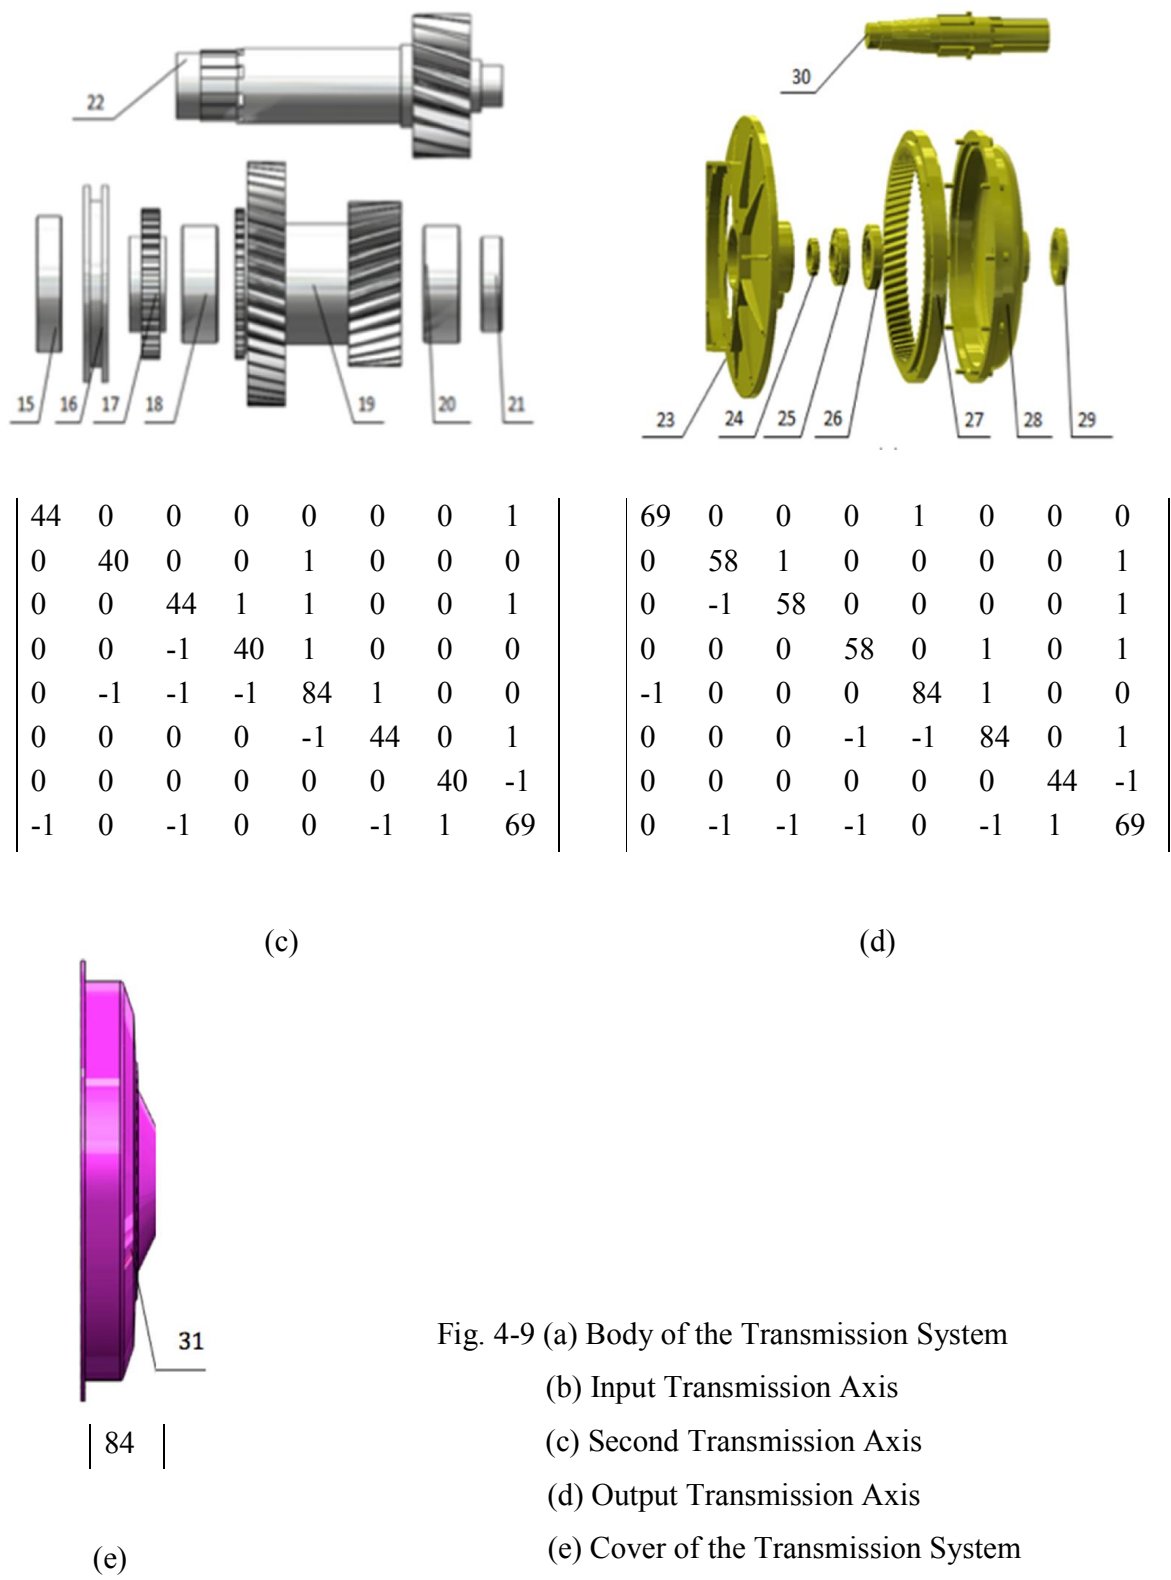 22
30
15 16 17 18 19 20 21
23 24 25 26 27 28 29
44 0 0 0 0 0 0 1
0 40 0 0 1 0 0 0
0 0 44 1 1 0 0 1
0 0 -1 40 1 0 0 0
0 -1 -1 -1 84 1 0 0
0 0 0 0 -1 44 0 1
0 0 0 0 0 0 40 -1
-1 0 -1 0 0 -1 1 69
(c)
69 0 0 0 1 0 0 0
0 58 1 0 0 0 0 1
0 -1 58 0 0 0 0 1
0 0 0 58 0 1 0 1
-1 0 0 0 84 1 0 0
0 0 0 -1 -1 84 0 1
0 0 0 0 0 0 44 -1
0 -1 -1 -1 0 -1 1 69
(d)
31
84
(e)
Fig. 4-9 (a) Body of the Transmission System
(b) Input Transmission Axis
(c) Second Transmission Axis
(d) Output Transmission Axis
(e) Cover of the Transmission System